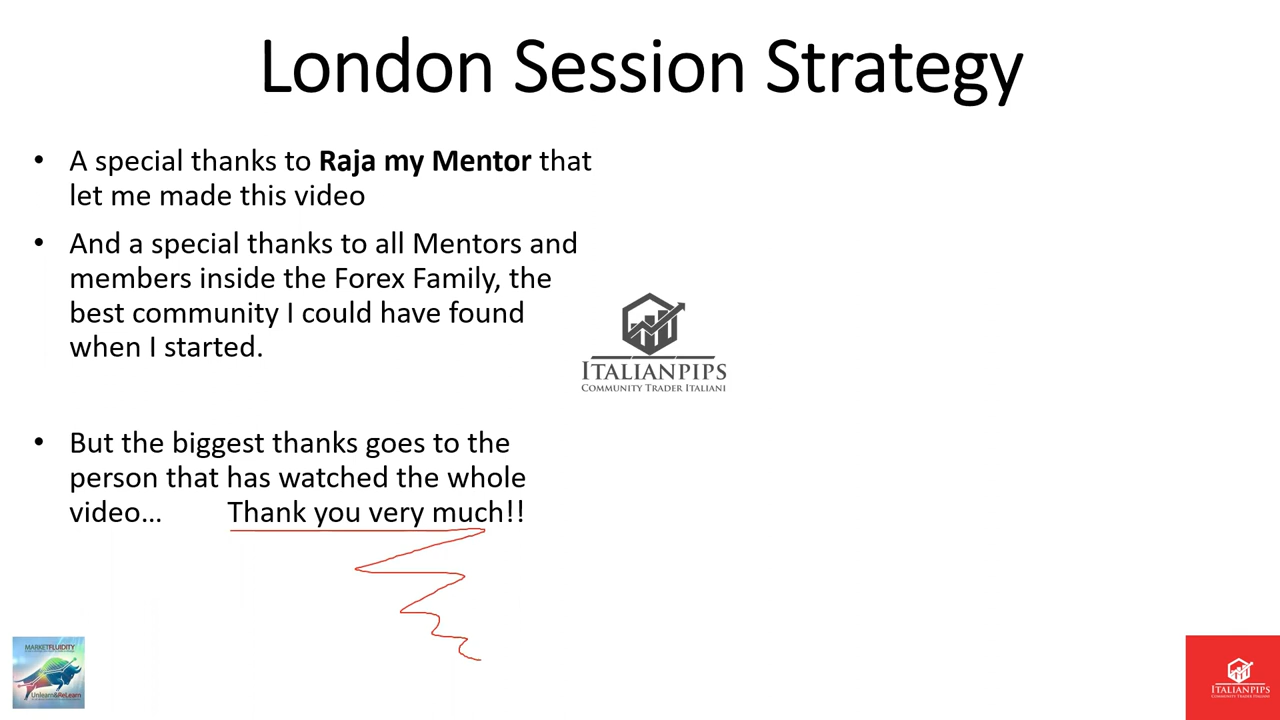 London Session Strategy
• A special thanks to Raja my Mentor that
let me made this video
• And a special thanks to all Mentors and
members inside the Forex Family, the
best community I could have found
when I started.
ITALIANPIPS
COMMUNITY TRADER ITALIANI
• But the biggest thanks goes to the
person that has watched the whole
video... Thank you very much!!
MARKETFLUIDITY
Unlearn&ReLearn
ITALIANPIPS
COMMUNITY TRADER ITALIANI